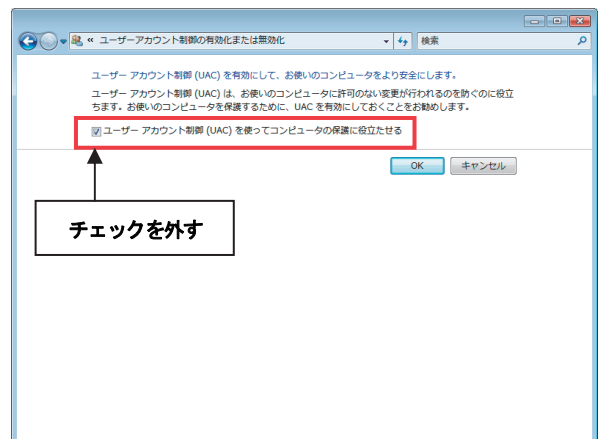 « ユーザーアカウント制御の有効化または無効化
検索
ユーザー アカウント制御 (UAC) を有効にして、お使いのコンピュータをより安全にします。
ユーザー アカウント制御 (UAC) は、お使いのコンピュータに許可のない変更が行われるのを防ぐのに役立
ちます。お使いのコンピュータを保護するために、UAC を有効にしておくことをお勧めします。
ユーザー アカウント制御 (UAC) を使ってコンピュータの保護に役立たせる
OK
キャンセル
チェックを外す